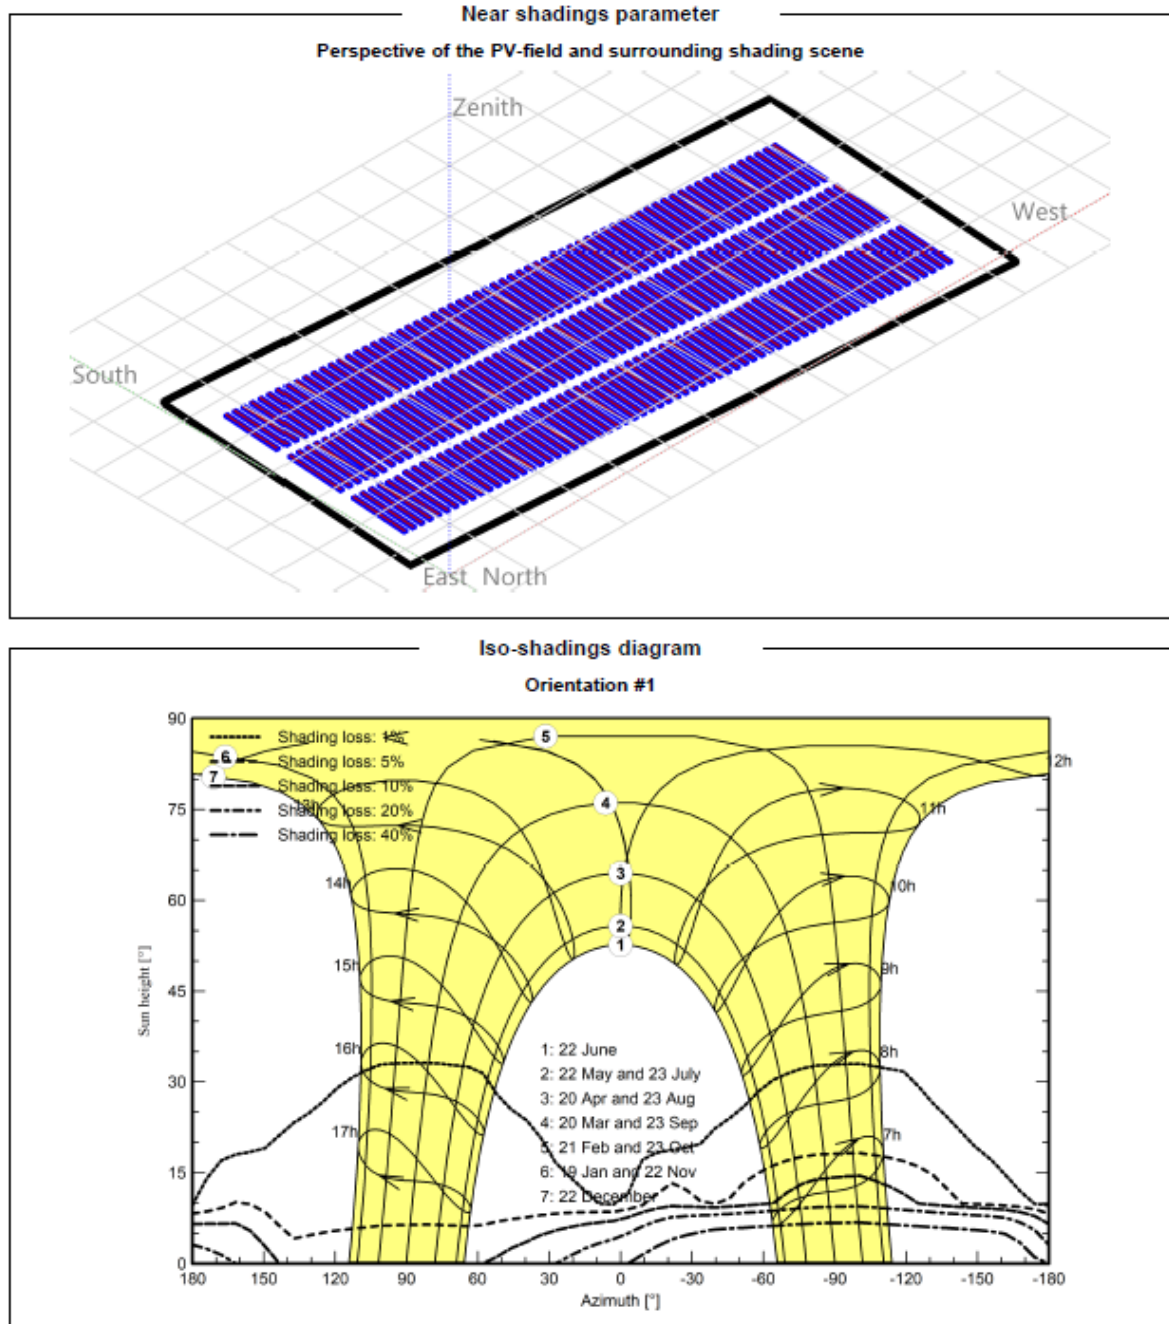 Near shadings parameter
Perspective of the PV-field and surrounding shading scene
Zenith
West
South
East North
Iso-shadings diagram
Orientation #1
90
75
60
45
30
15
0
Sun height [°]
Shading loss: 1%
Shading loss: 5%
Shading loss: 10%
Shading loss: 20%
Shading loss: 40%
5
6
7
4
3
2
1
12h
13h
11h
14h
10h
15h
9h
16h
8h
17h
7h
1: 22 June
2: 22 May and 23 July
3: 20 Apr and 23 Aug
4: 20 Mar and 23 Sep
5: 21 Feb and 23 Oct
6: 19 Jan and 22 Nov
7: 22 December
180 150 120 90 60 30 0 -30 -60 -90 -120 -150 -180
Azimuth [°]